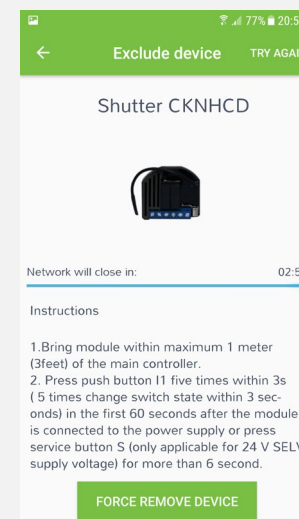 77% 20:5
Exclude device TRY AGAI
Shutter CKNHCD
Network will close in: 02:5
Instructions
1.Bring module within maximum 1 meter
(3feet) of the main controller.
2. Press push button I1 five times within 3s
( 5 times change switch state within 3 sec-
onds) in the first 60 seconds after the module
is connected to the power supply or press
service button S (only applicable for 24 V SELV
supply voltage) for more than 6 second.
FORCE REMOVE DEVICE